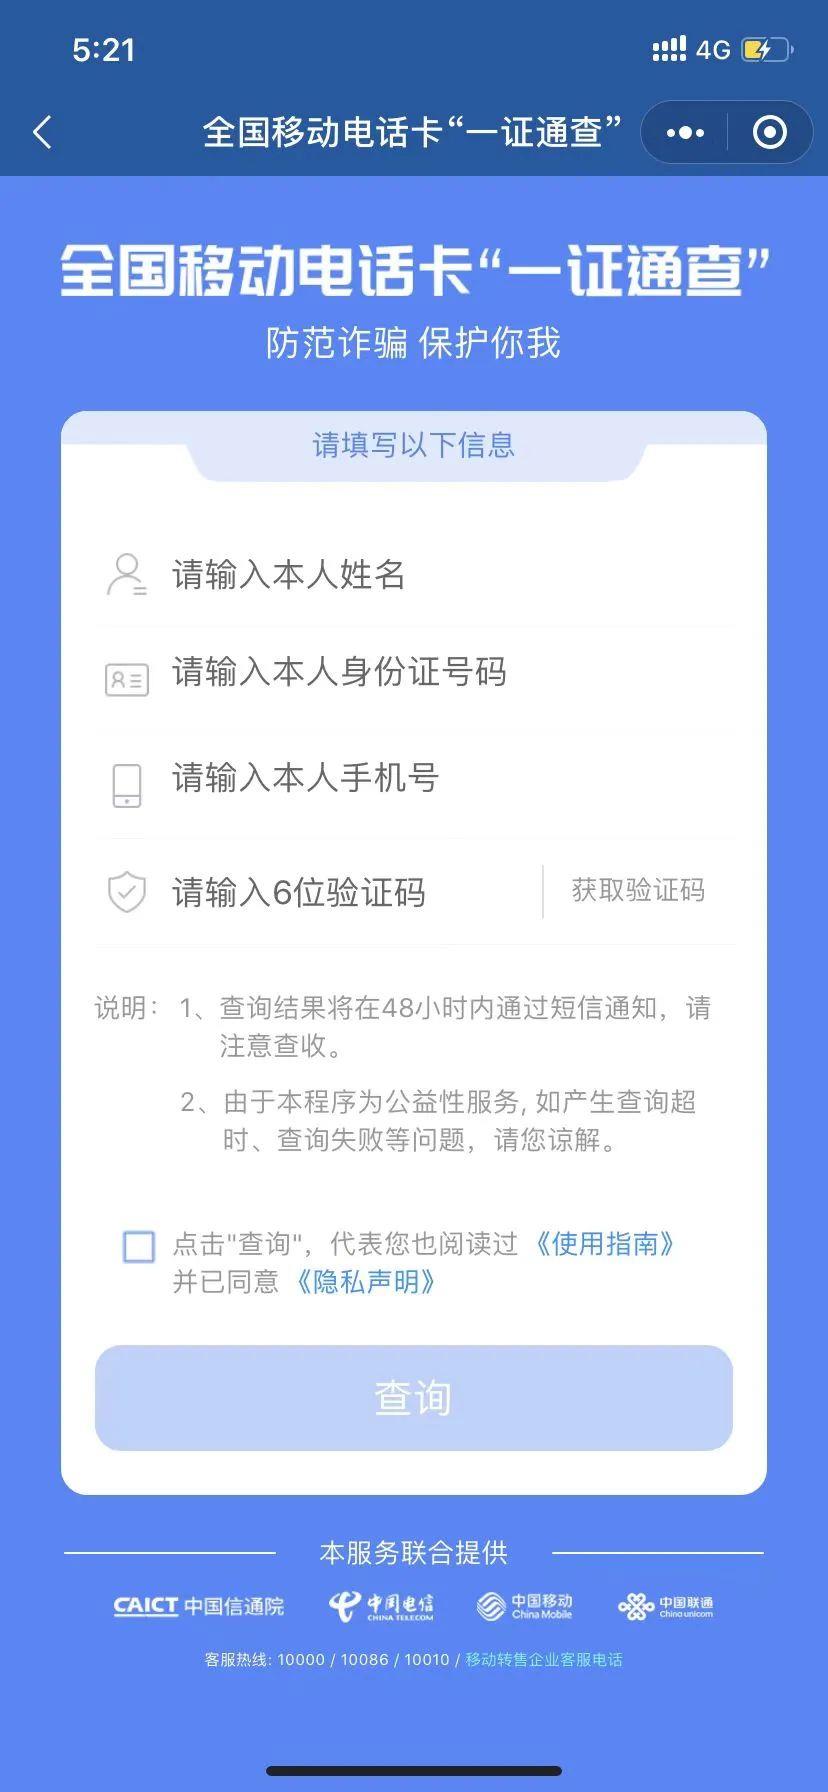 5:21
4G
全国移动电话卡“一证通查”
全国移动电话卡“一证通查”
防范诈骗 保护你我
请填写以下信息
请输入本人姓名
请输入本人身份证号码
请输入本人手机号
请输入6位验证码
获取验证码
说明：1、查询结果将在48小时内通过短信通知，请
注意查收。
2、由于本程序为公益性服务, 如产生查询超
时、查询失败等问题，请您谅解。
点击"查询"，代表您也阅读过《使用指南》
并已同意《隐私声明》
查询
本服务联合提供
CAICT 中国信通院
中国电信
CHINA TELECOM
中国移动
China Mobile
中国联通
China unicom
客服热线: 10000 / 10086 / 10010 / 移动转售企业客服电话